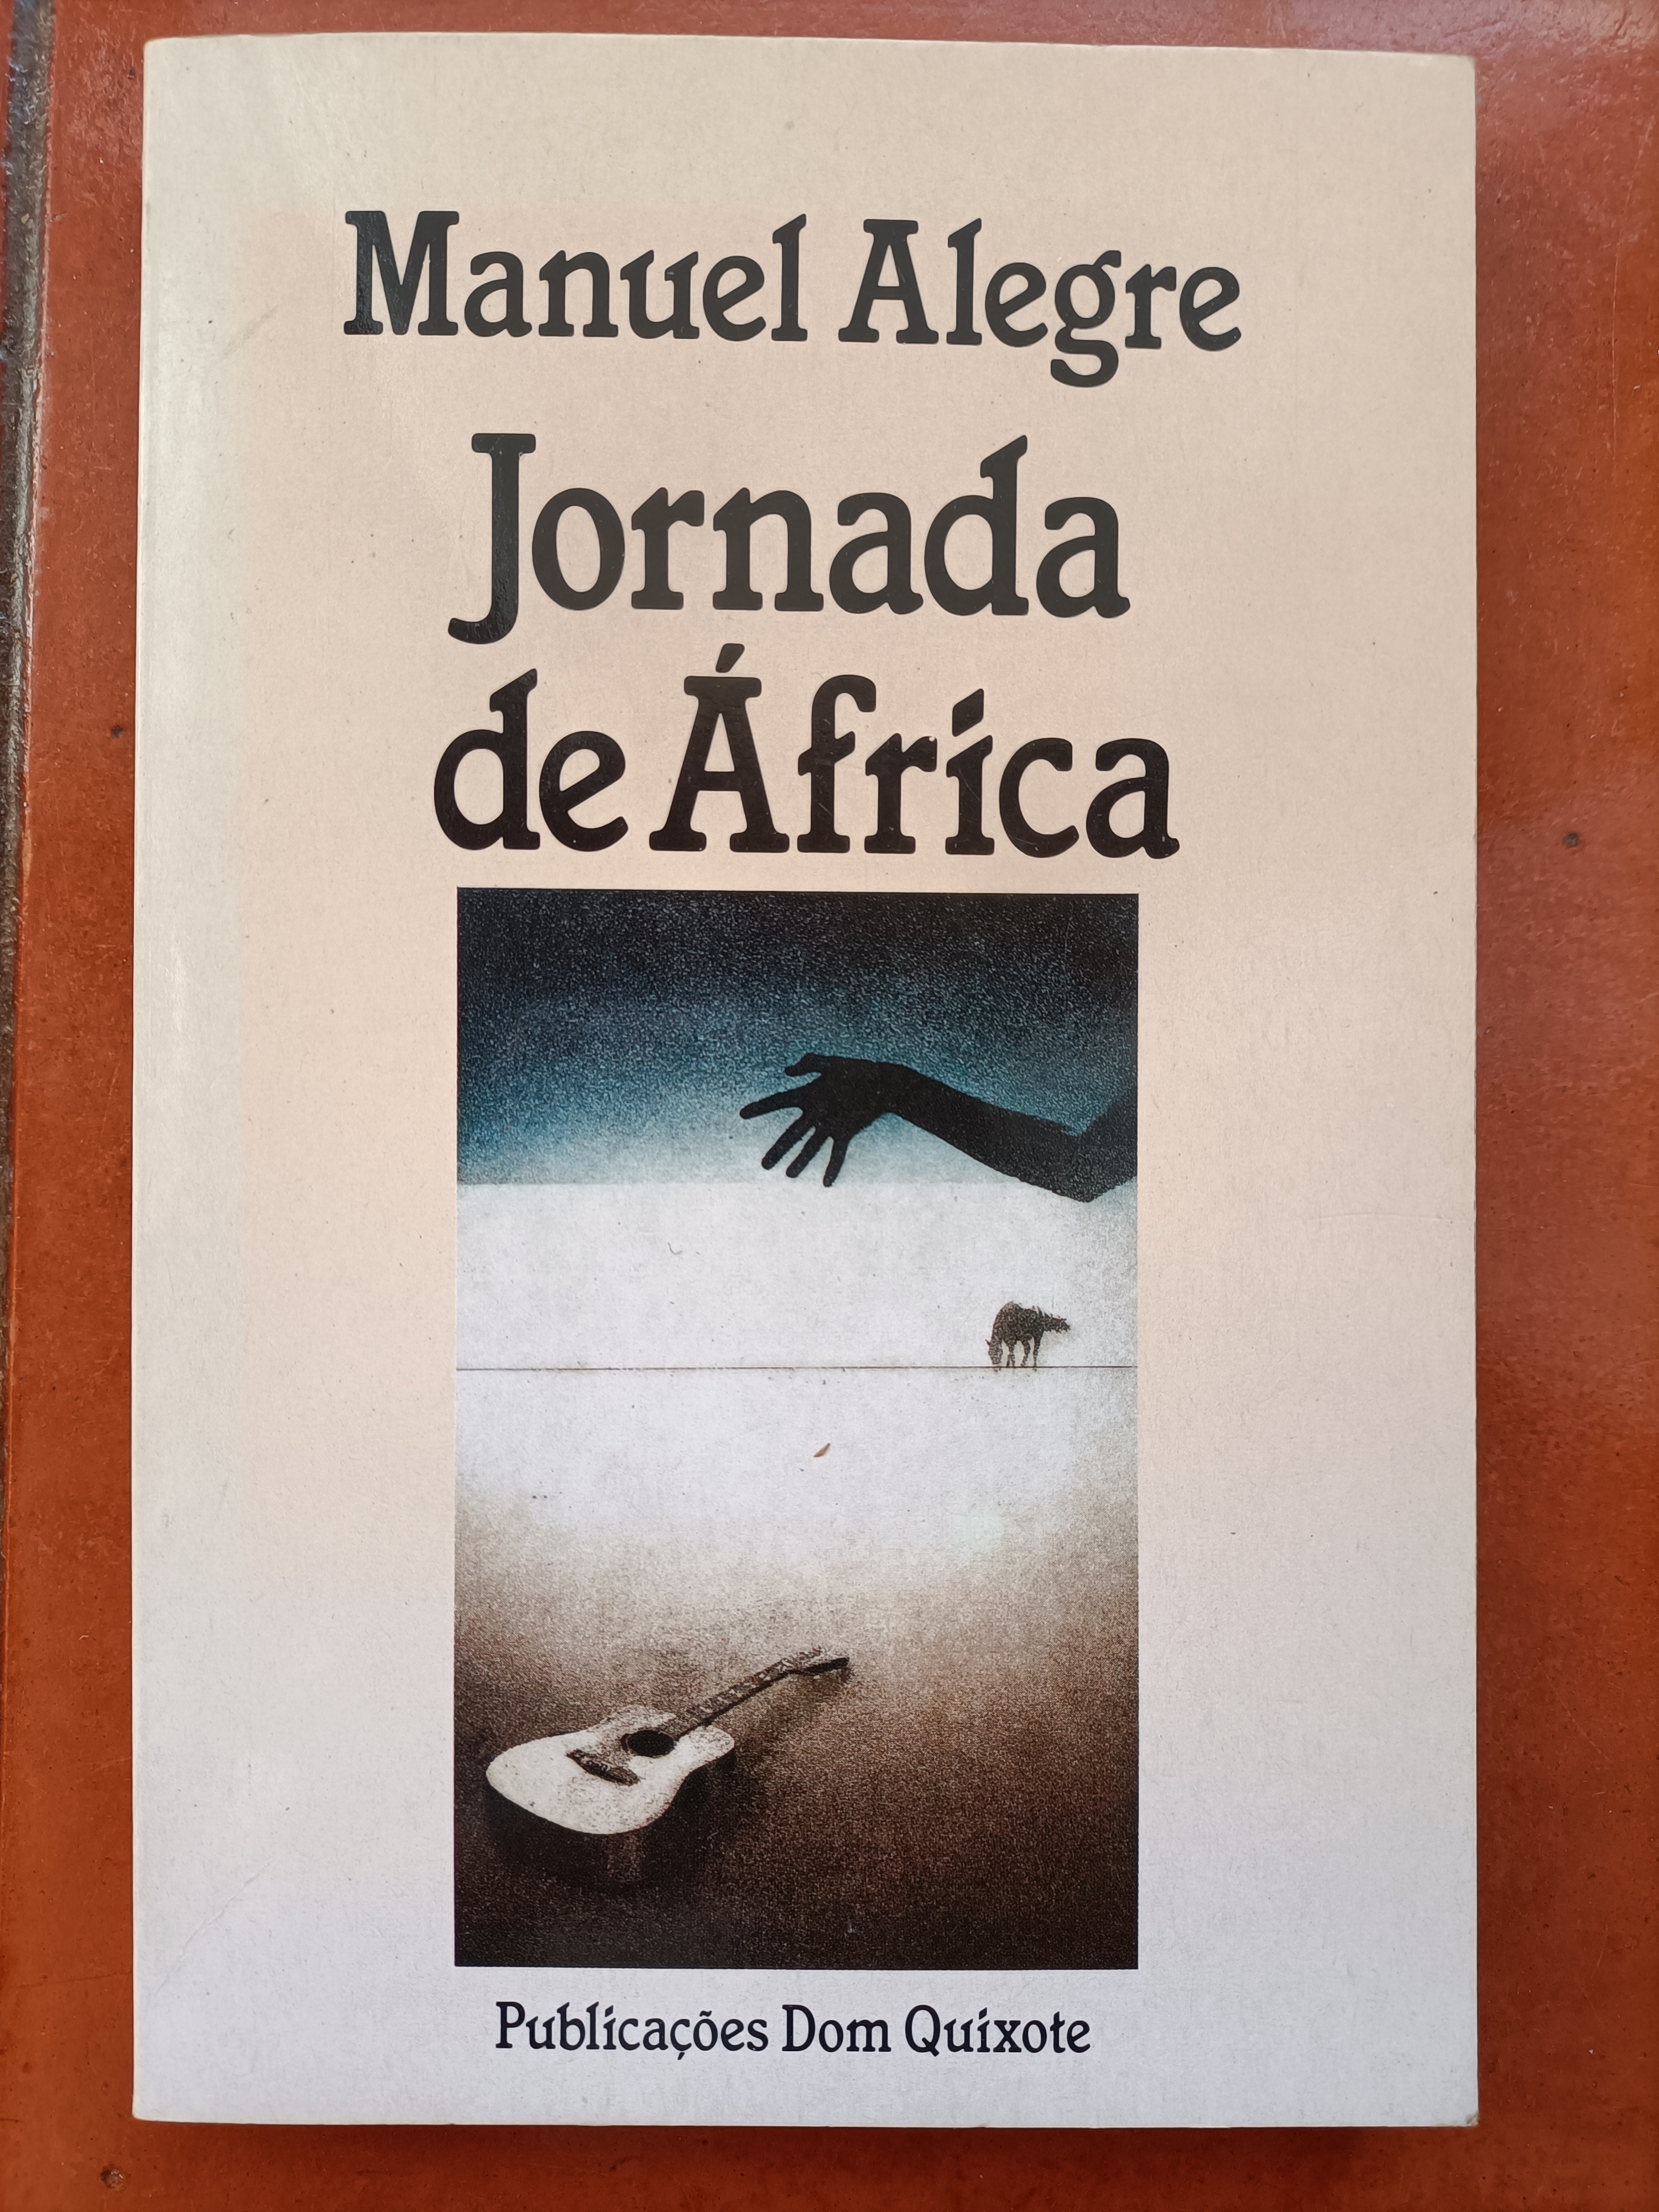 Manuel Alegre
Jornada
de África
Publicações Dom Quixote